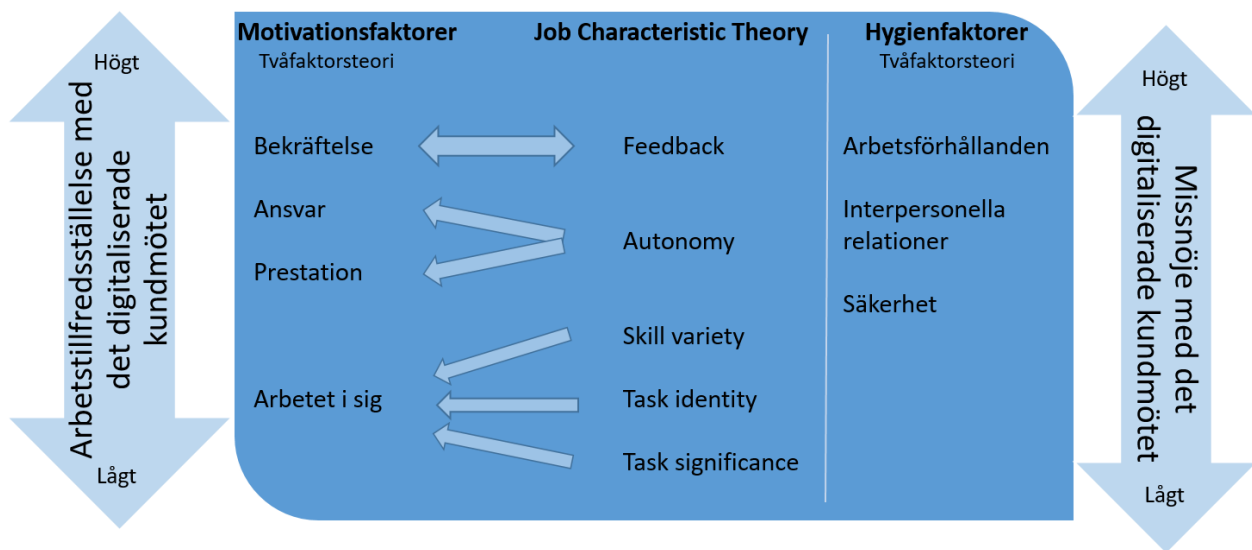 Högt
Arbetstillfredsställelse med
det digitaliserade
kundmötet
Lågt
Motivationsfaktorer
Tvåfaktorsteori
Job Characteristic Theory
Hygienfaktorer
Tvåfaktorsteori
Bekräftelse
Feedback
Arbetsförhållanden
Ansvar
Autonomy
Interpersonella
relationer
Prestation
Säkerhet
Skill variety
Arbetet i sig
Task identity
Task significance
Högt
Missnöje med det
digitaliserade kundmötet
Lågt